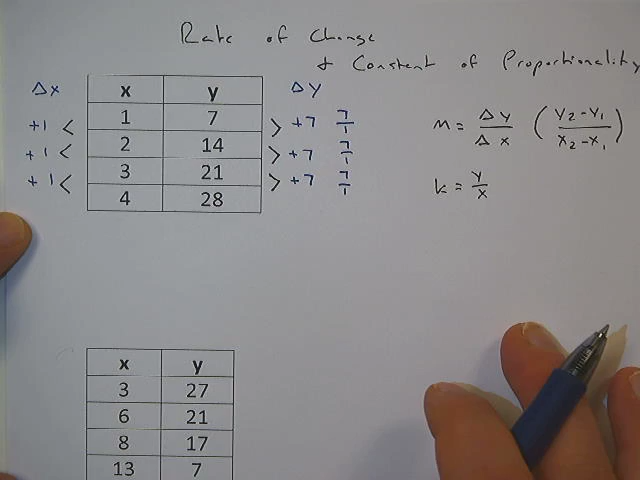 Rate of Change
+ Constant of Proportionality
Δx x y Δy
1 7
+1 < > +7 7/1
2 14
+1 < > +7 7/1
3 21
+1 < > +7 7/1
4 28
m = Δy/Δx (y₂-y₁/x₂-x₁)
k = y/x
x y
3 27
6 21
8 17
13 7